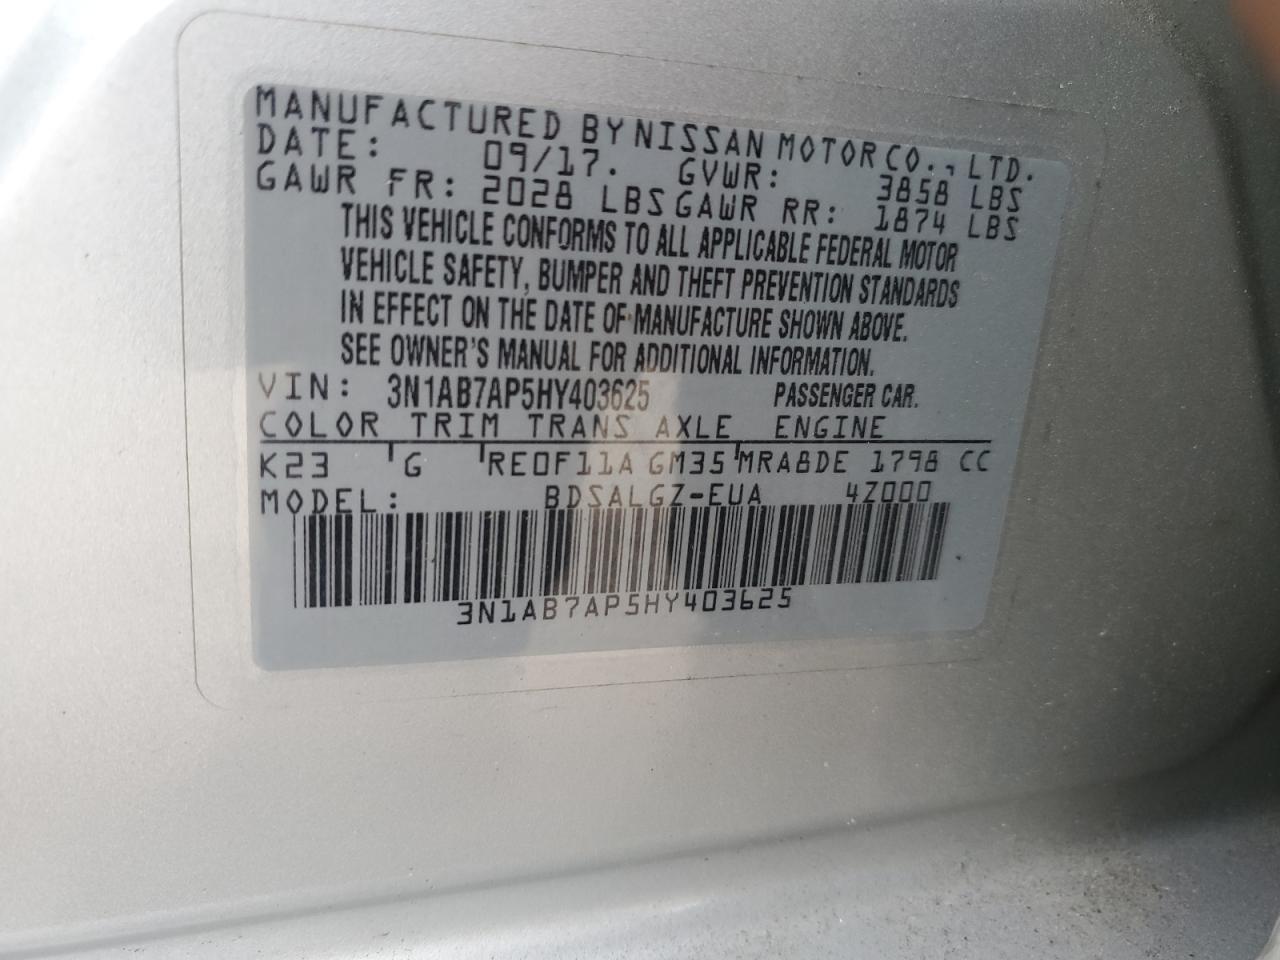 MANUFACTURED BY NISSAN MOTOR CO., LTD.
DATE: 09/17. GVWR: 3858 LBS
GAWR FR: 2028 LBS GAWR RR: 1874 LBS
THIS VEHICLE CONFORMS TO ALL APPLICABLE FEDERAL MOTOR
VEHICLE SAFETY, BUMPER AND THEFT PREVENTION STANDARDS
IN EFFECT ON THE DATE OF MANUFACTURE SHOWN ABOVE.
SEE OWNER'S MANUAL FOR ADDITIONAL INFORMATION.
VIN: 3N1AB7AP5HY403625 PASSENGER CAR.
COLOR TRIM TRANS AXLE ENGINE
K23 G RE0F11A GM35 MRA8DE 1798 CC
MODEL: BDSALGZ-EUA 4Z000
3N1AB7AP5HY403625